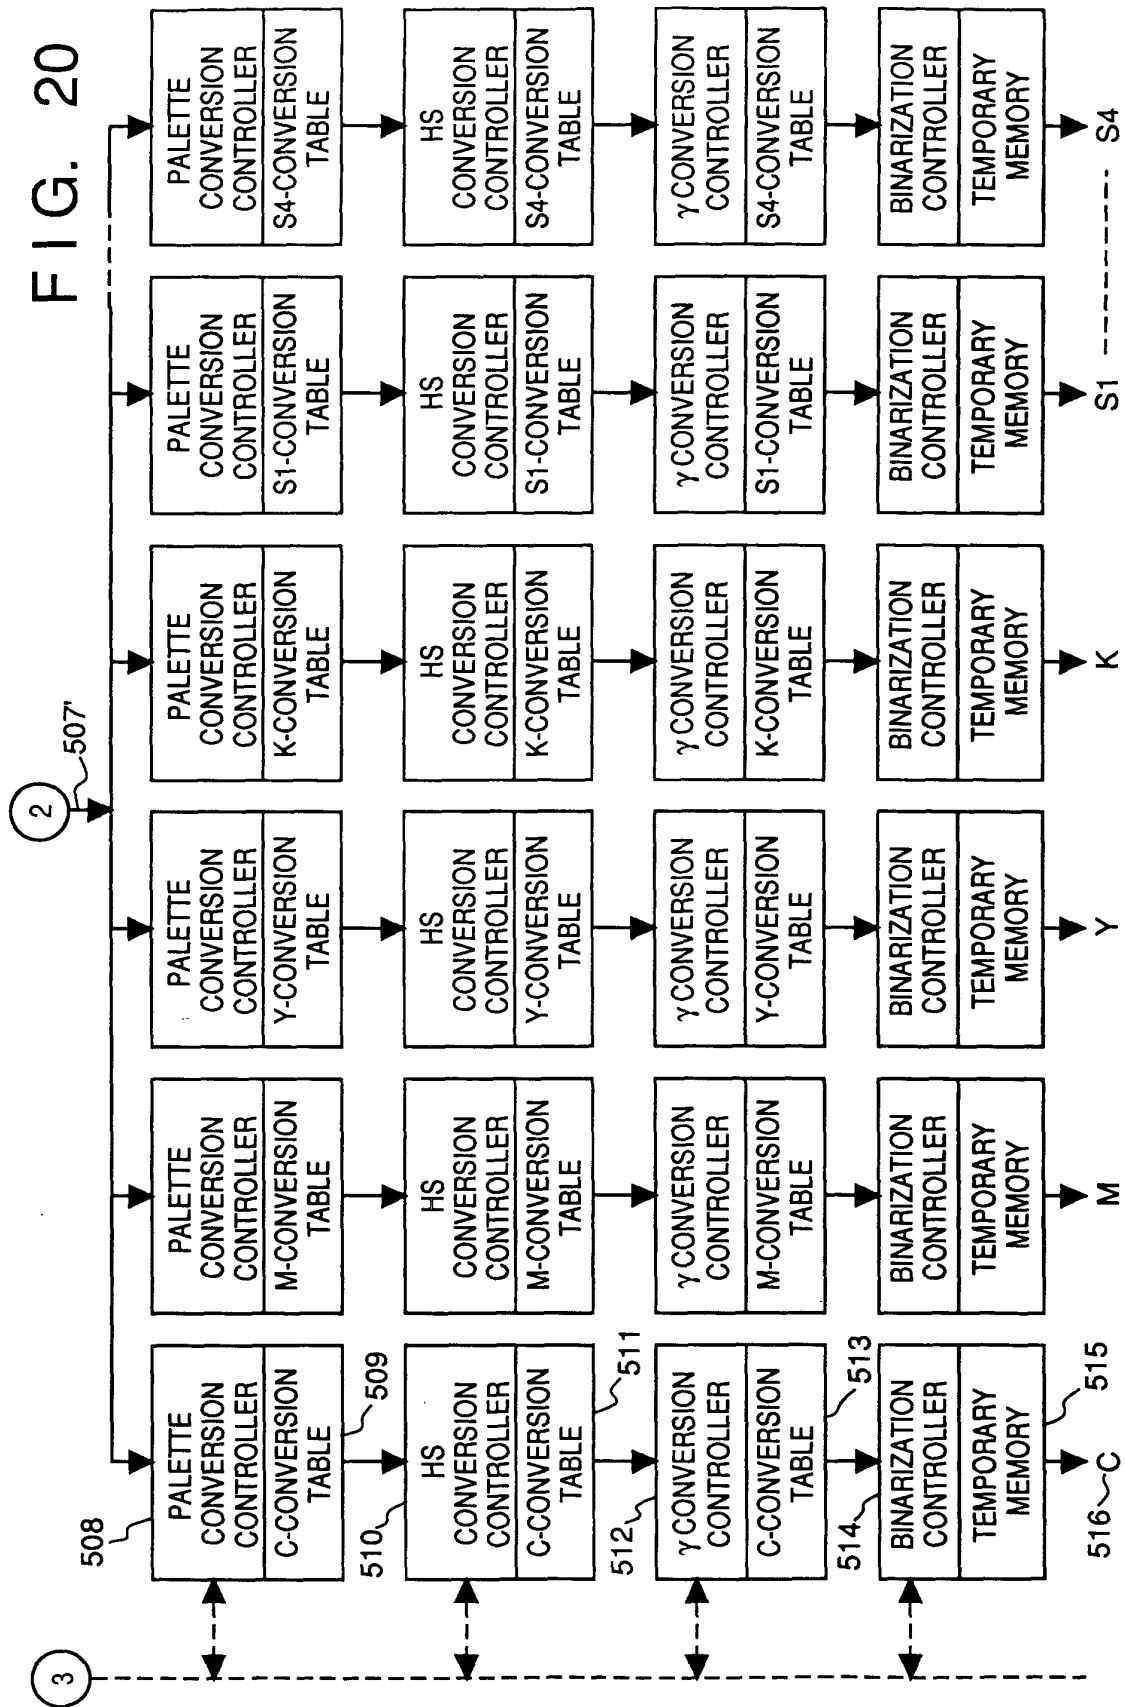 FIG. 20
2
507'
3
508
PALETTE
CONVERSION
CONTROLLER
C-CONVERSION
TABLE
509
PALETTE
CONVERSION
CONTROLLER
M-CONVERSION
TABLE
PALETTE
CONVERSION
CONTROLLER
Y-CONVERSION
TABLE
PALETTE
CONVERSION
CONTROLLER
K-CONVERSION
TABLE
PALETTE
CONVERSION
CONTROLLER
S1-CONVERSION
TABLE
PALETTE
CONVERSION
CONTROLLER
S4-CONVERSION
TABLE
510
HS
CONVERSION
CONTROLLER
C-CONVERSION
TABLE
511
HS
CONVERSION
CONTROLLER
M-CONVERSION
TABLE
HS
CONVERSION
CONTROLLER
Y-CONVERSION
TABLE
HS
CONVERSION
CONTROLLER
K-CONVERSION
TABLE
HS
CONVERSION
CONTROLLER
S1-CONVERSION
TABLE
HS
CONVERSION
CONTROLLER
S4-CONVERSION
TABLE
512
γ CONVERSION
CONTROLLER
C-CONVERSION
TABLE
513
γ CONVERSION
CONTROLLER
M-CONVERSION
TABLE
γ CONVERSION
CONTROLLER
Y-CONVERSION
TABLE
γ CONVERSION
CONTROLLER
K-CONVERSION
TABLE
γ CONVERSION
CONTROLLER
S1-CONVERSION
TABLE
γ CONVERSION
CONTROLLER
S4-CONVERSION
TABLE
514
BINARIZATION
CONTROLLER
TEMPORARY
MEMORY
515
BINARIZATION
CONTROLLER
TEMPORARY
MEMORY
BINARIZATION
CONTROLLER
TEMPORARY
MEMORY
BINARIZATION
CONTROLLER
TEMPORARY
MEMORY
BINARIZATION
CONTROLLER
TEMPORARY
MEMORY
BINARIZATION
CONTROLLER
TEMPORARY
MEMORY
516 C
M
Y
K
S1
S4